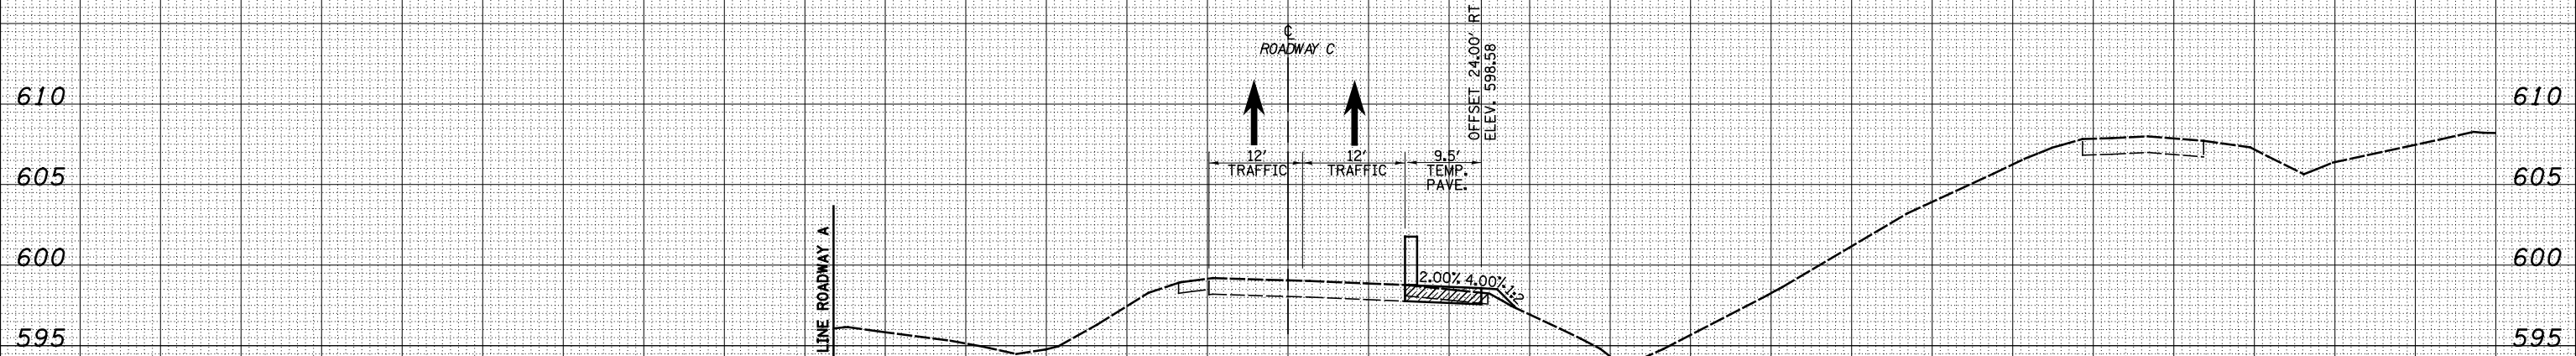 ℄
ROADWAY C
OFFSET 24.00' RT
ELEV. 598.58
610
610
12'
TRAFFIC
12'
TRAFFIC
9.5'
TEMP.
PAVE.
605
605
LINE ROADWAY A
600
600
2.00% 4.00% 1:2
595
595